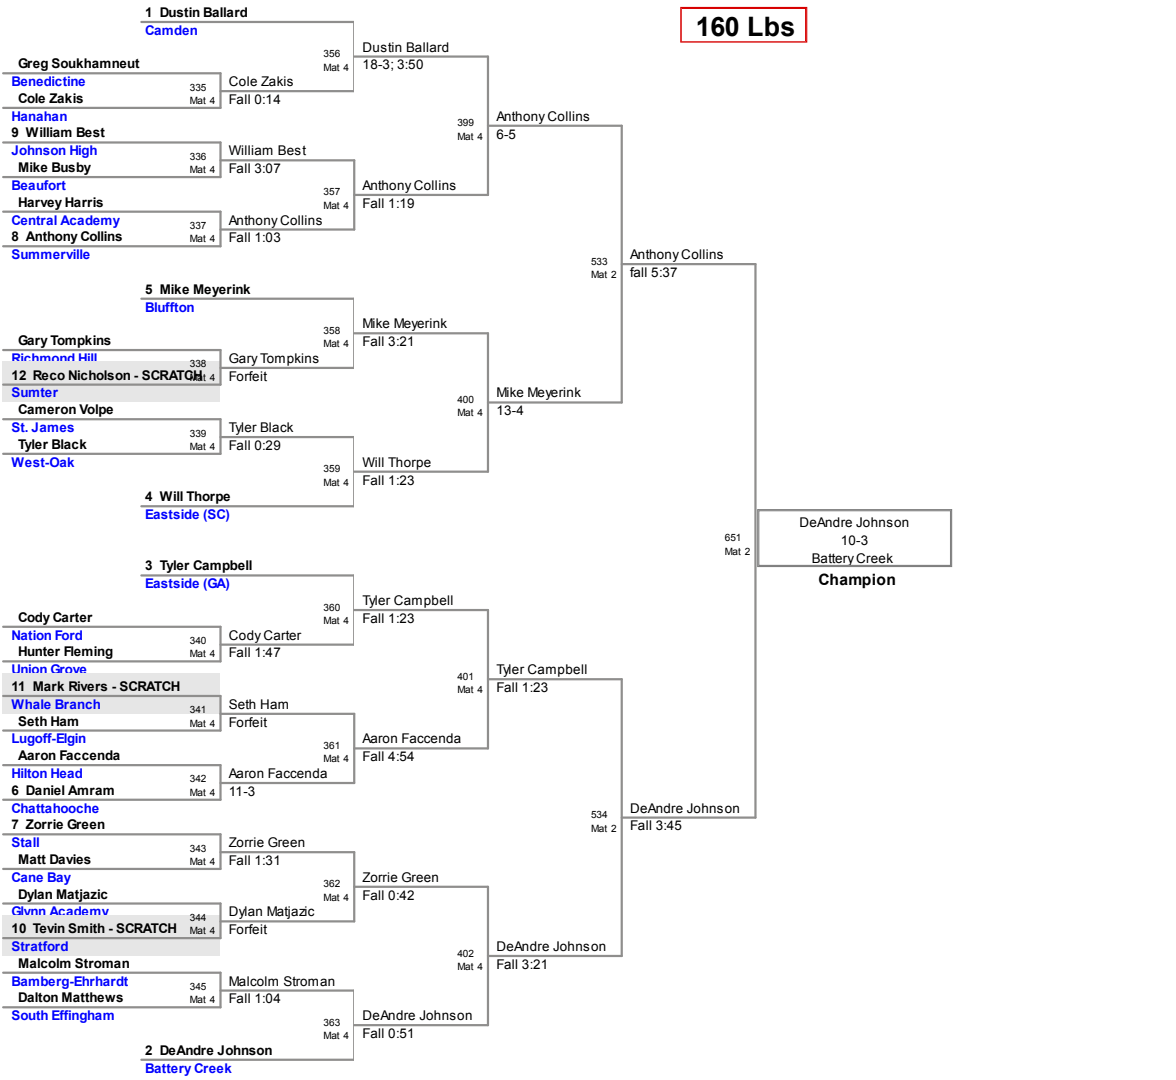 160 Lbs
1 Dustin Ballard
Camden
356
Mat 4
Dustin Ballard
18-3; 3:50
Greg Soukhamneut
Benedictine
335
Mat 4
Cole Zakis
Fall 0:14
Cole Zakis
Hanahan
399
Mat 4
Anthony Collins
6-5
9 William Best
Johnson High
336
Mat 4
William Best
Fall 3:07
Mike Busby
Beaufort
357
Mat 4
Anthony Collins
Fall 1:19
Harvey Harris
Central Academy
337
Mat 4
Anthony Collins
Fall 1:03
8 Anthony Collins
Summerville
533
Mat 2
Anthony Collins
fall 5:37
5 Mike Meyerink
Bluffton
358
Mat 4
Mike Meyerink
Fall 3:21
Gary Tompkins
Richmond Hill
338
Mat 4
Gary Tompkins
Forfeit
12 Reco Nicholson - SCRATCH
Sumter
400
Mat 4
Mike Meyerink
13-4
Cameron Volpe
St. James
339
Mat 4
Tyler Black
Fall 0:29
Tyler Black
West-Oak
359
Mat 4
Will Thorpe
Fall 1:23
4 Will Thorpe
Eastside (SC)
651
Mat 2
DeAndre Johnson
10-3
Battery Creek
Champion
3 Tyler Campbell
Eastside (GA)
360
Mat 4
Tyler Campbell
Fall 1:23
Cody Carter
Nation Ford
340
Mat 4
Cody Carter
Fall 1:47
Hunter Fleming
Union Grove
401
Mat 4
Tyler Campbell
Fall 1:23
11 Mark Rivers - SCRATCH
Whale Branch
341
Mat 4
Seth Ham
Forfeit
Seth Ham
Lugoff-Elgin
361
Mat 4
Aaron Faccenda
Fall 4:54
Aaron Faccenda
Hilton Head
342
Mat 4
Aaron Faccenda
11-3
6 Daniel Amram
Chattahooche
534
Mat 2
DeAndre Johnson
Fall 3:45
7 Zorrie Green
Stall
343
Mat 4
Zorrie Green
Fall 1:31
Matt Davies
Cane Bay
362
Mat 4
Zorrie Green
Fall 0:42
Dylan Matjazic
Glynn Academy
344
Mat 4
Dylan Matjazic
Forfeit
10 Tevin Smith - SCRATCH
Stratford
402
Mat 4
DeAndre Johnson
Fall 3:21
Malcolm Stroman
Bamberg-Ehrhardt
345
Mat 4
Malcolm Stroman
Fall 1:04
Dalton Matthews
South Effingham
363
Mat 4
DeAndre Johnson
Fall 0:51
2 DeAndre Johnson
Battery Creek